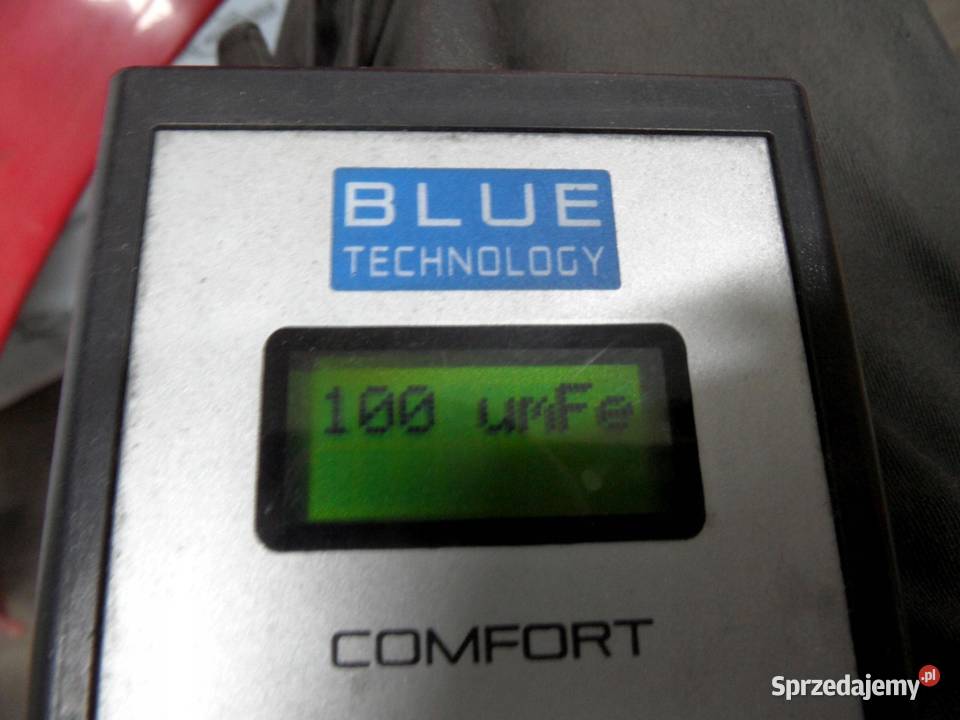 BLUE
TECHNOLOGY
100 umFe
COMFORT
Sprzedajemy.pl